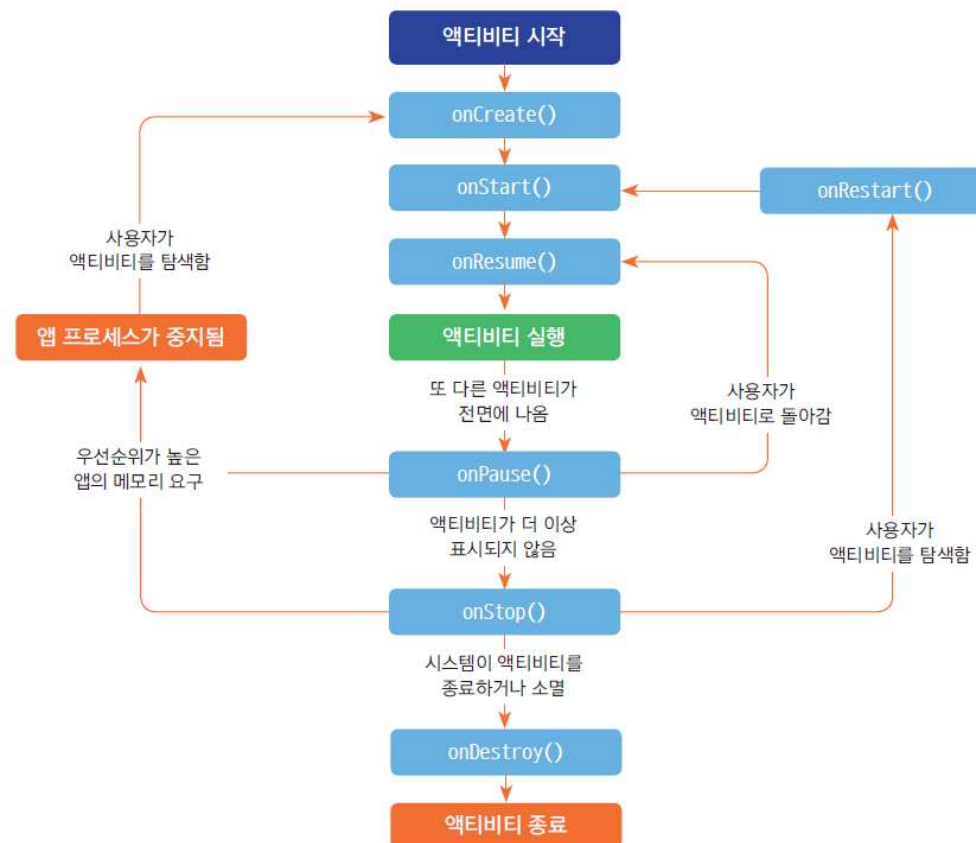 액티비티 시작
onCreate()
onStart()
onRestart()
사용자가
액티비티를 탐색함
onResume()
앱 프로세스가 중지됨
액티비티 실행
또 다른 액티비티가
전면에 나옴
사용자가
액티비티로 돌아감
우선순위가 높은
앱의 메모리 요구
onPause()
액티비티가 더 이상
표시되지 않음
사용자가
액티비티를 탐색함
onStop()
시스템이 액티비티를
종료하거나 소멸
onDestroy()
액티비티 종료